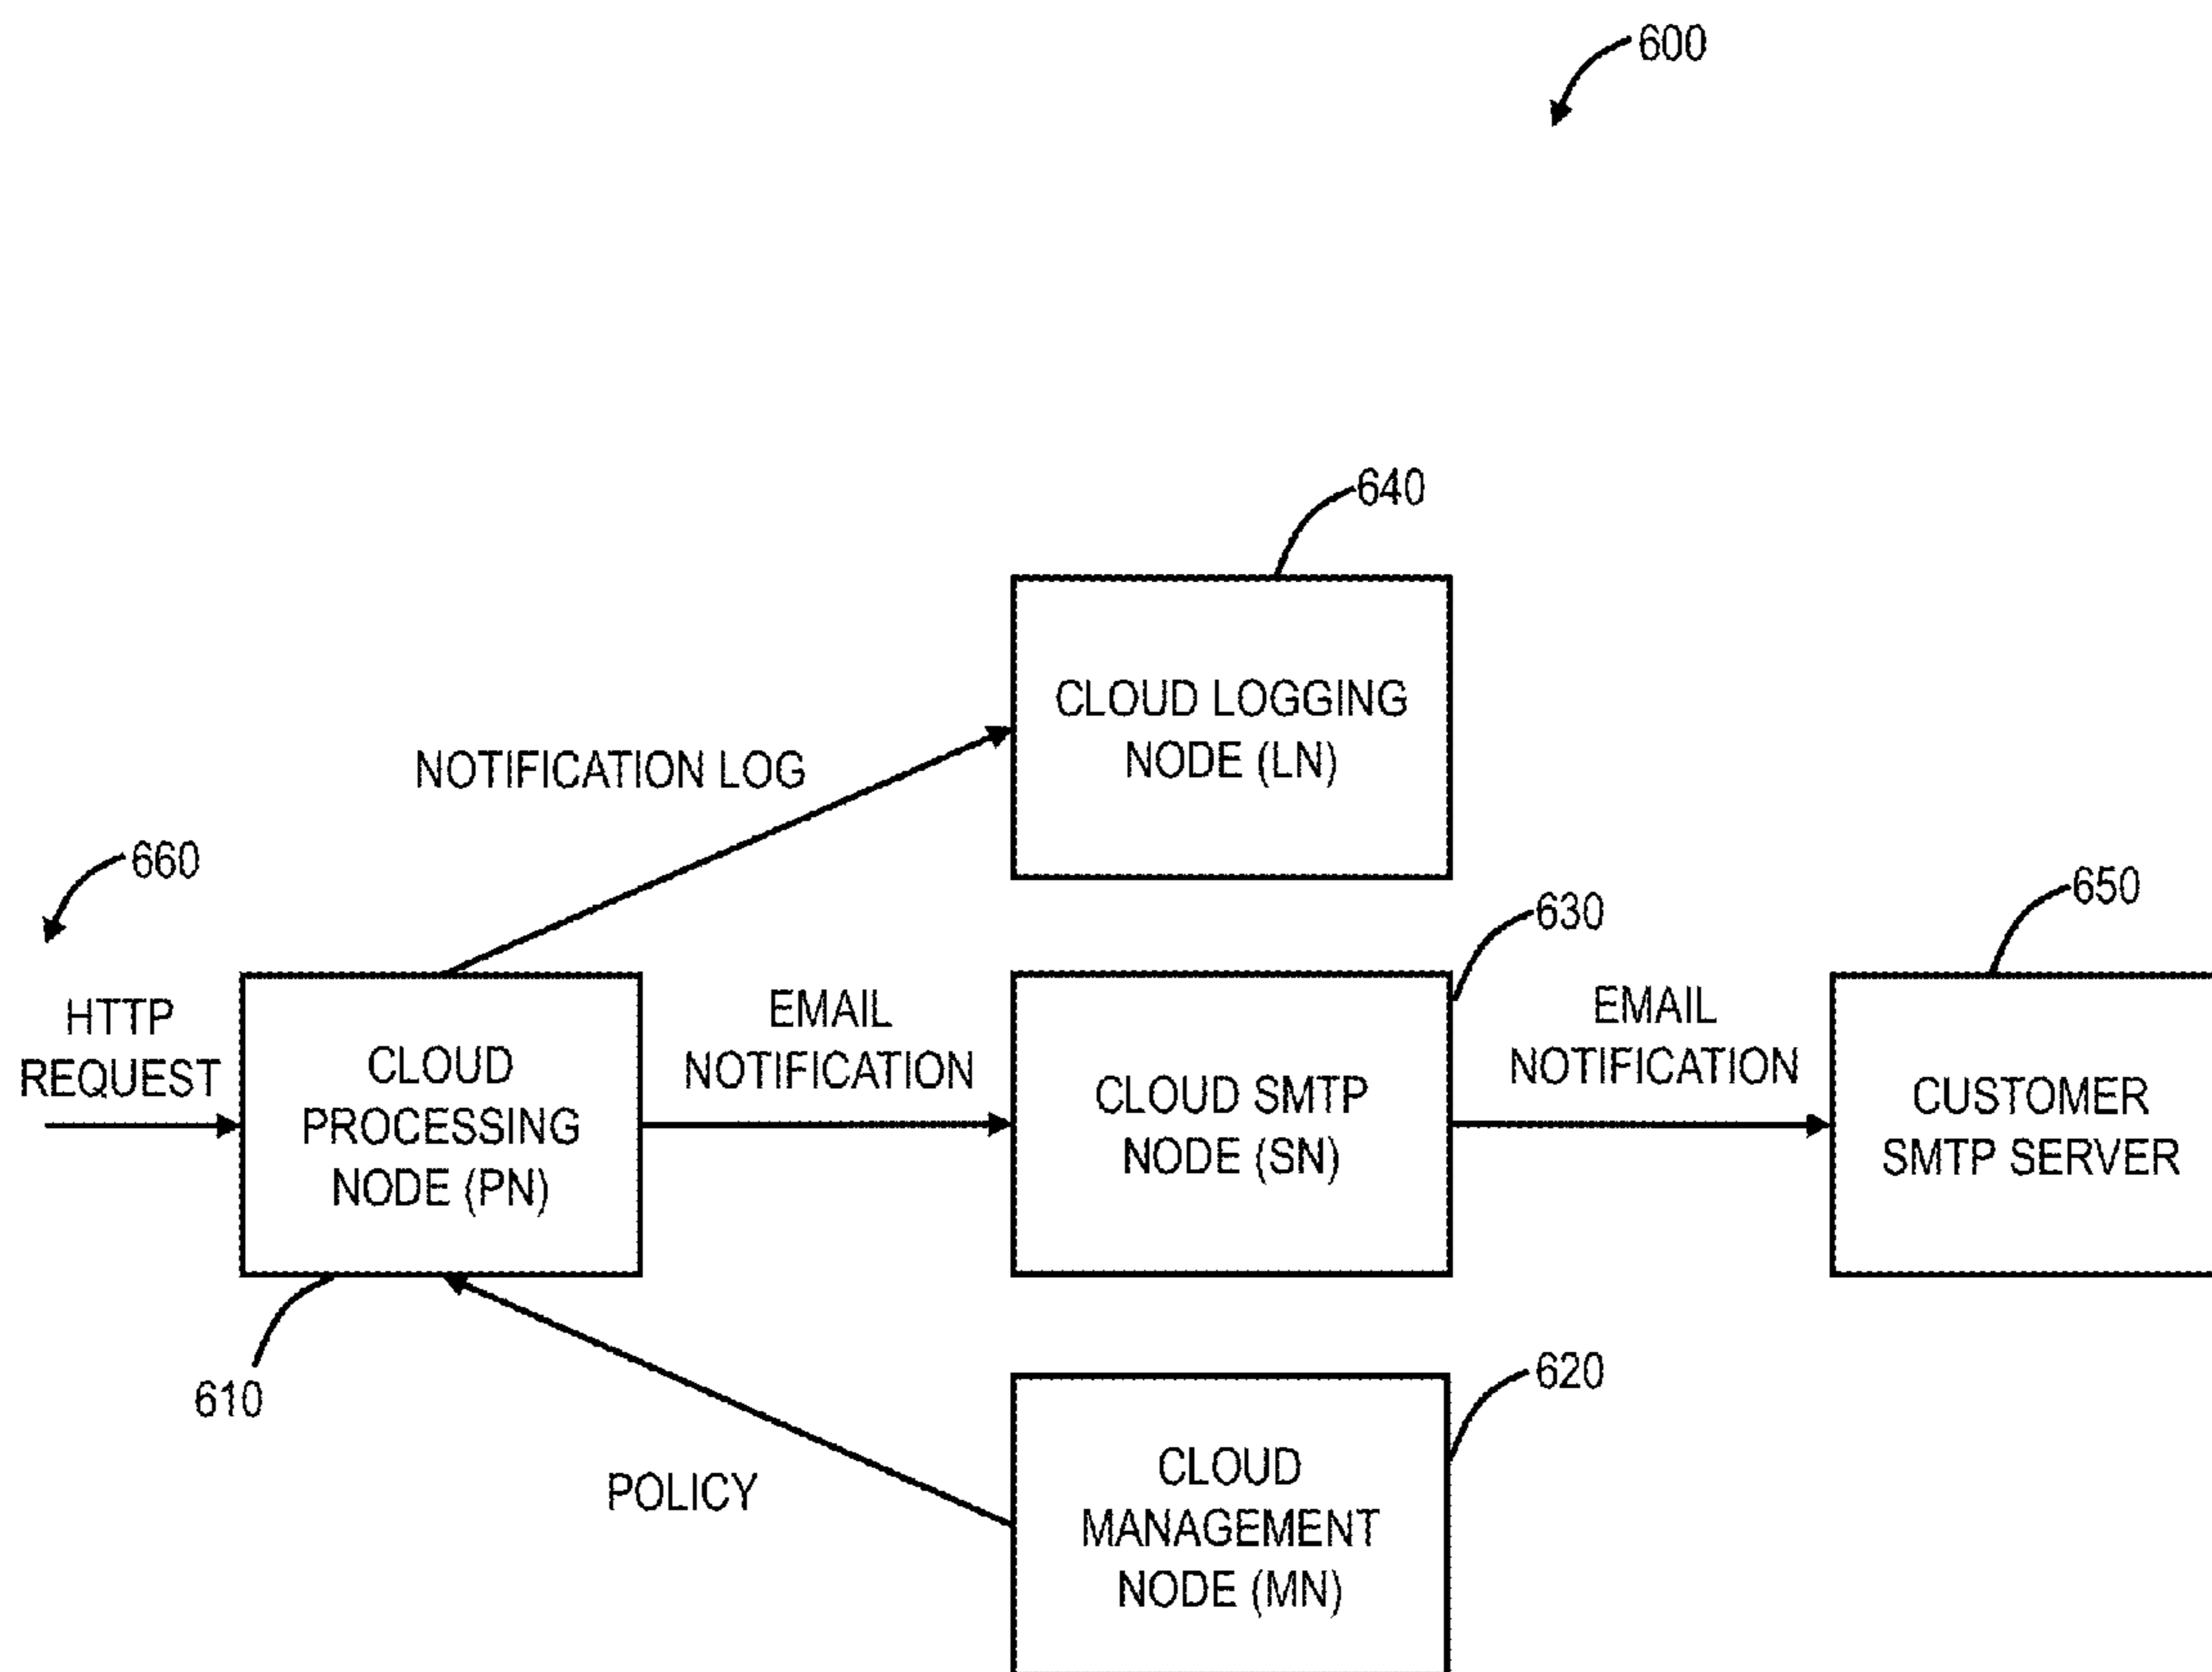 600
640
CLOUD LOGGING
NODE (LN)
NOTIFICATION LOG
660
630
650
HTTP
REQUEST
CLOUD
PROCESSING
NODE (PN)
EMAIL
NOTIFICATION
CLOUD SMTP
NODE (SN)
EMAIL
NOTIFICATION
CUSTOMER
SMTP SERVER
610
620
POLICY
CLOUD
MANAGEMENT
NODE (MN)